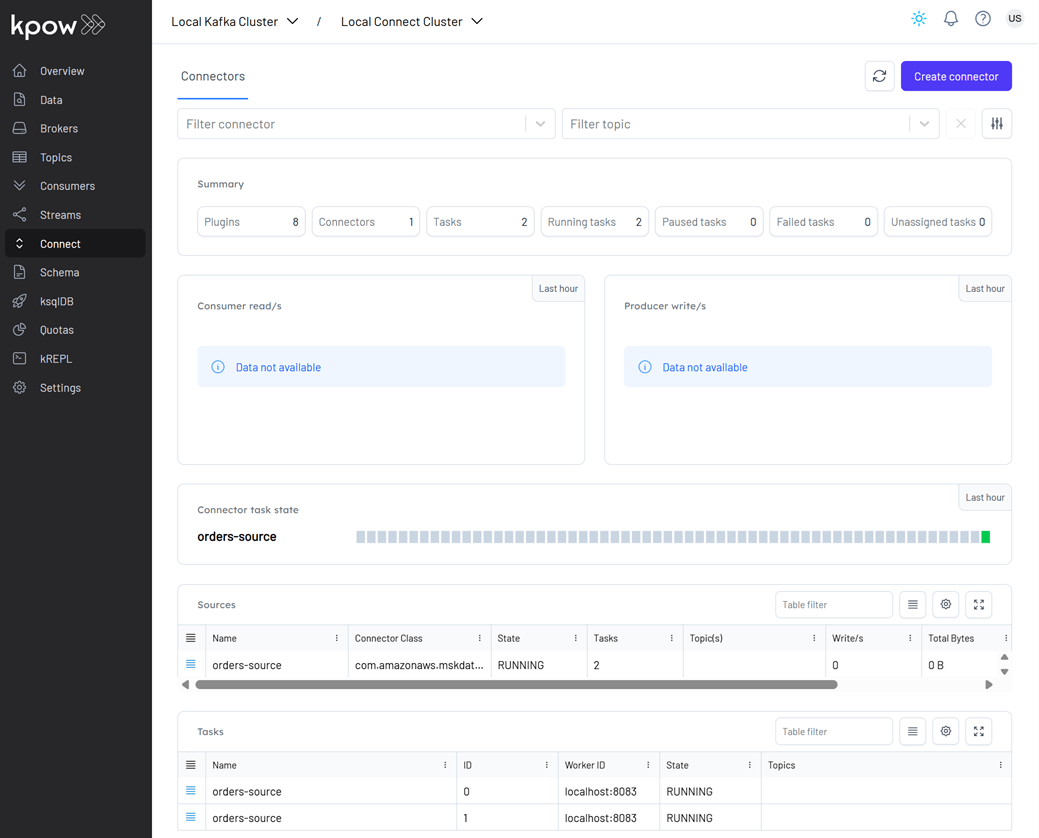 kpow
Local Kafka Cluster / Local Connect Cluster
US
Overview
Data
Brokers
Topics
Consumers
Streams
Connect
Schema
ksqlDB
Quotas
kREPL
Settings
Connectors
Create connector
Filter connector
Filter topic
Summary
Plugins 8
Connectors 1
Tasks 2
Running tasks 2
Paused tasks 0
Failed tasks 0
Unassigned tasks 0
Last hour
Consumer read/s
Data not available
Last hour
Producer write/s
Data not available
Last hour
Connector task state
orders-source
Sources
Table filter
Name Connector Class State Tasks Topic(s) Write/s Total Bytes
orders-source com.amazonaws.mskdat... RUNNING 2 0 0 B
Tasks
Table filter
Name ID Worker ID State Topics
orders-source 0 localhost:8083 RUNNING
orders-source 1 localhost:8083 RUNNING